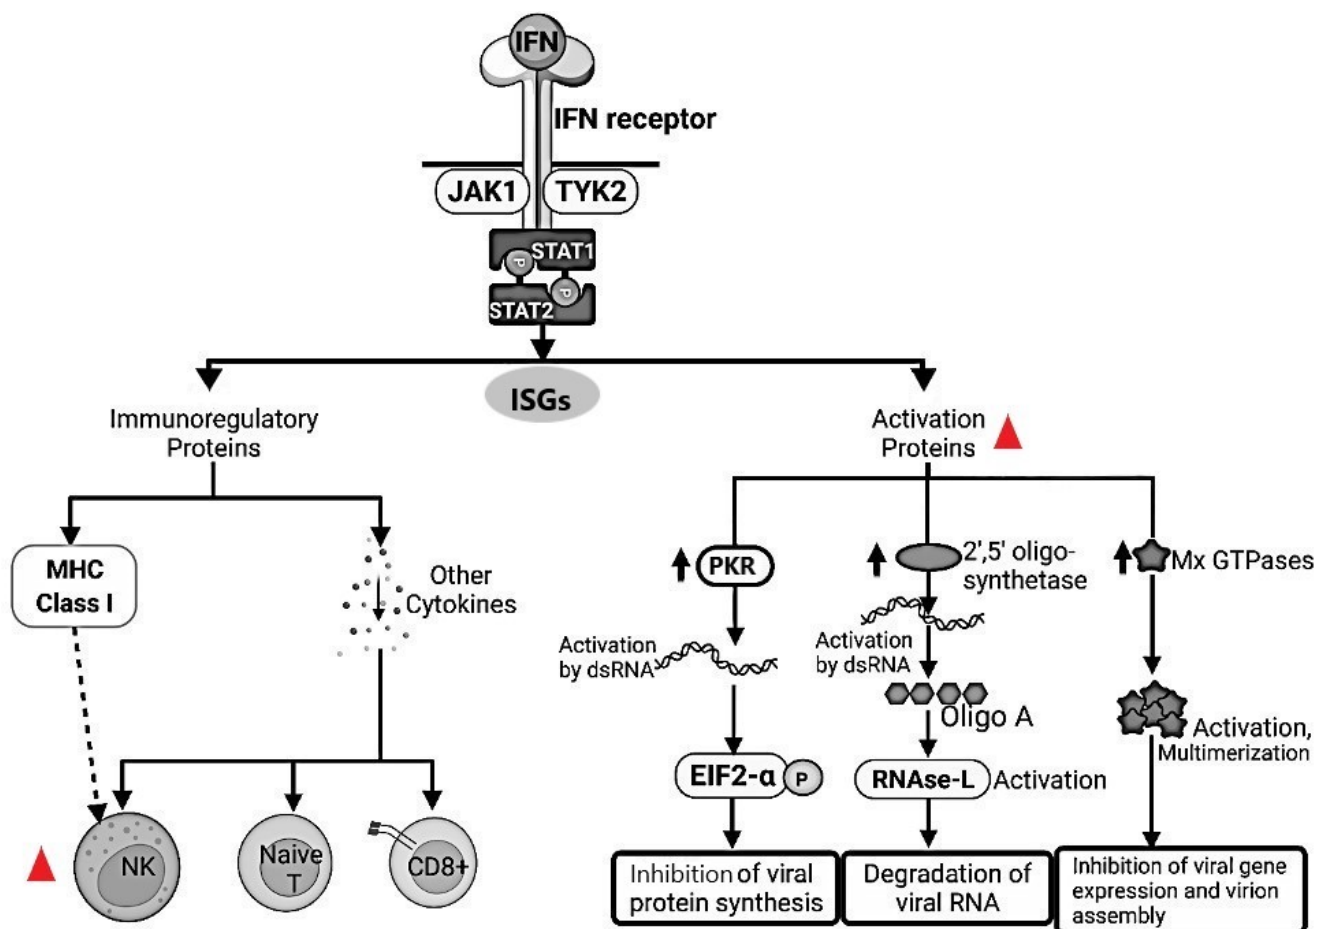 IFN
IFN receptor
JAK1
TYK2
STAT1
P
P
STAT2
ISGs
Immunoregulatory
Proteins
MHC
Class I
Other
Cytokines
NK
Naive
T
CD8+
Activation
Proteins
PKR
Activation
by dsRNA
EIF2-α
P
Inhibition of viral
protein synthesis
2',5' oligo-
synthetase
Activation
by dsRNA
Oligo A
RNAse-L
Activation
Degradation of
viral RNA
Mx GTPases
Activation,
Multimerization
Inhibition of viral gene
expression and virion
assembly